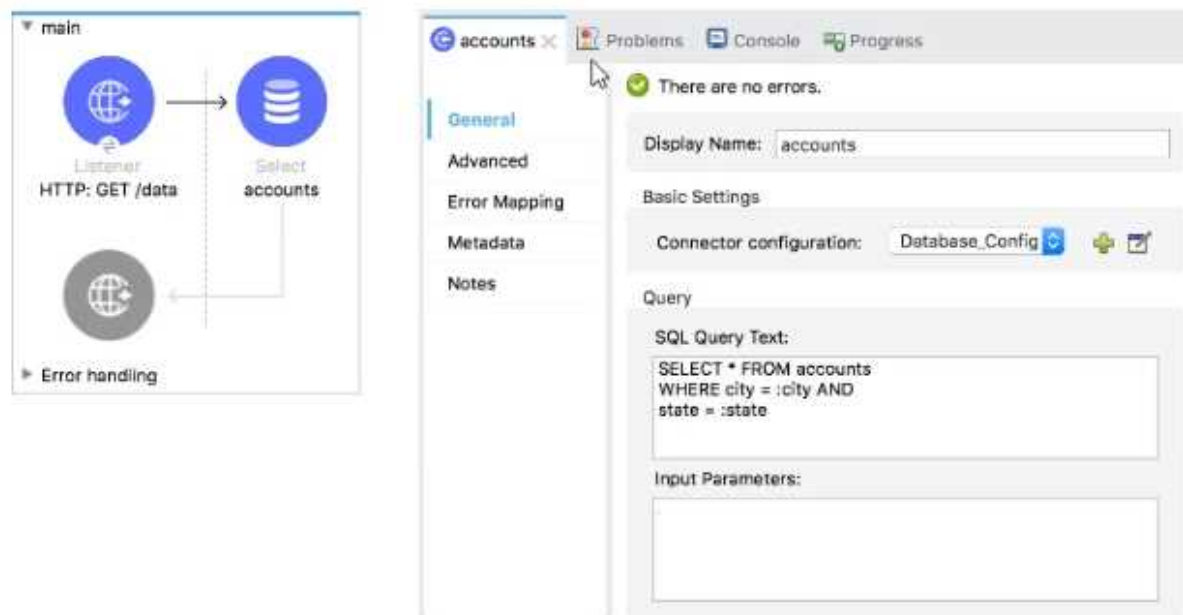 main
Listener
HTTP: GET /data
Select
accounts
Error handling
accounts
Problems
Console
Progress
General
Advanced
Error Mapping
Metadata
Notes
There are no errors.
Display Name: accounts
Basic Settings
Connector configuration: Database_Config
Query
SQL Query Text:
SELECT * FROM accounts
WHERE city = :city AND
state = :state
Input Parameters: